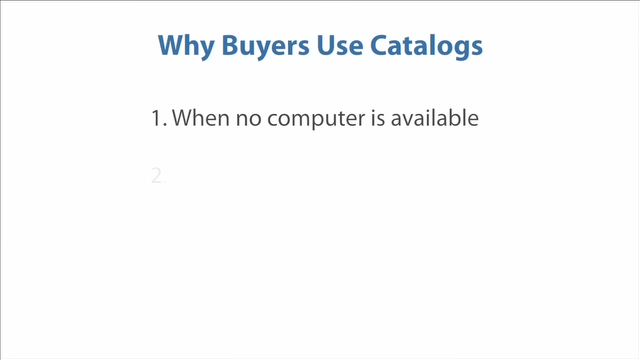 Why Buyers Use Catalogs
1. When no computer is available
2.